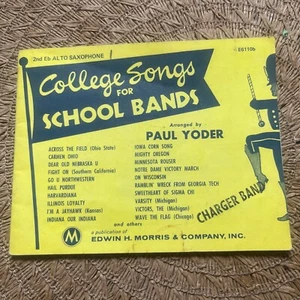 2nd Eb ALTO SAXOPHONE
E6110b
College Songs
FOR
SCHOOL BANDS
Arranged by
PAUL YODER
ACROSS THE FIELD (Ohio State)
CARMEN OHIO
DEAR OLD NEBRASKA U
FIGHT ON (Southern California)
GO U NORTHWESTERN
HAIL PURDUE
HARVARDIANA
ILLINOIS LOYALTY
I'M A JAYHAWK (Kansas)
INDIANA OUR INDIANA
IOWA CORN SONG
MIGHTY OREGON
MINNESOTA ROUSER
NOTRE DAME VICTORY MARCH
ON WISCONSIN
RAMBLIN' WRECK FROM GEORGIA TECH
SWEETHEART OF SIGMA CHI
VARSITY (Michigan)
VICTORS, THE (Michigan)
WAVE THE FLAG (Chicago)
and others
CHARGER BAND
M
a publication of
EDWIN H. MORRIS & COMPANY, INC.